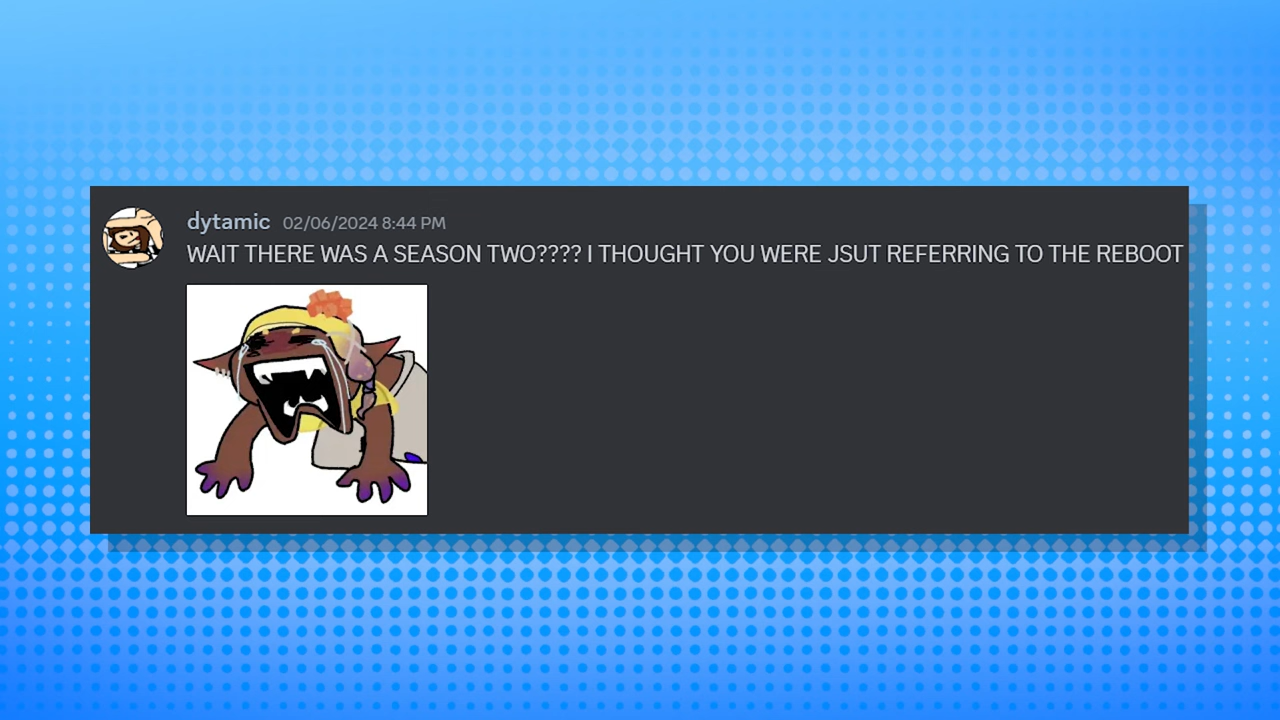 dytamic 02/06/2024 8:44 PM
WAIT THERE WAS A SEASON TWO???? I THOUGHT YOU WERE JSUT REFERRING TO THE REBOOT